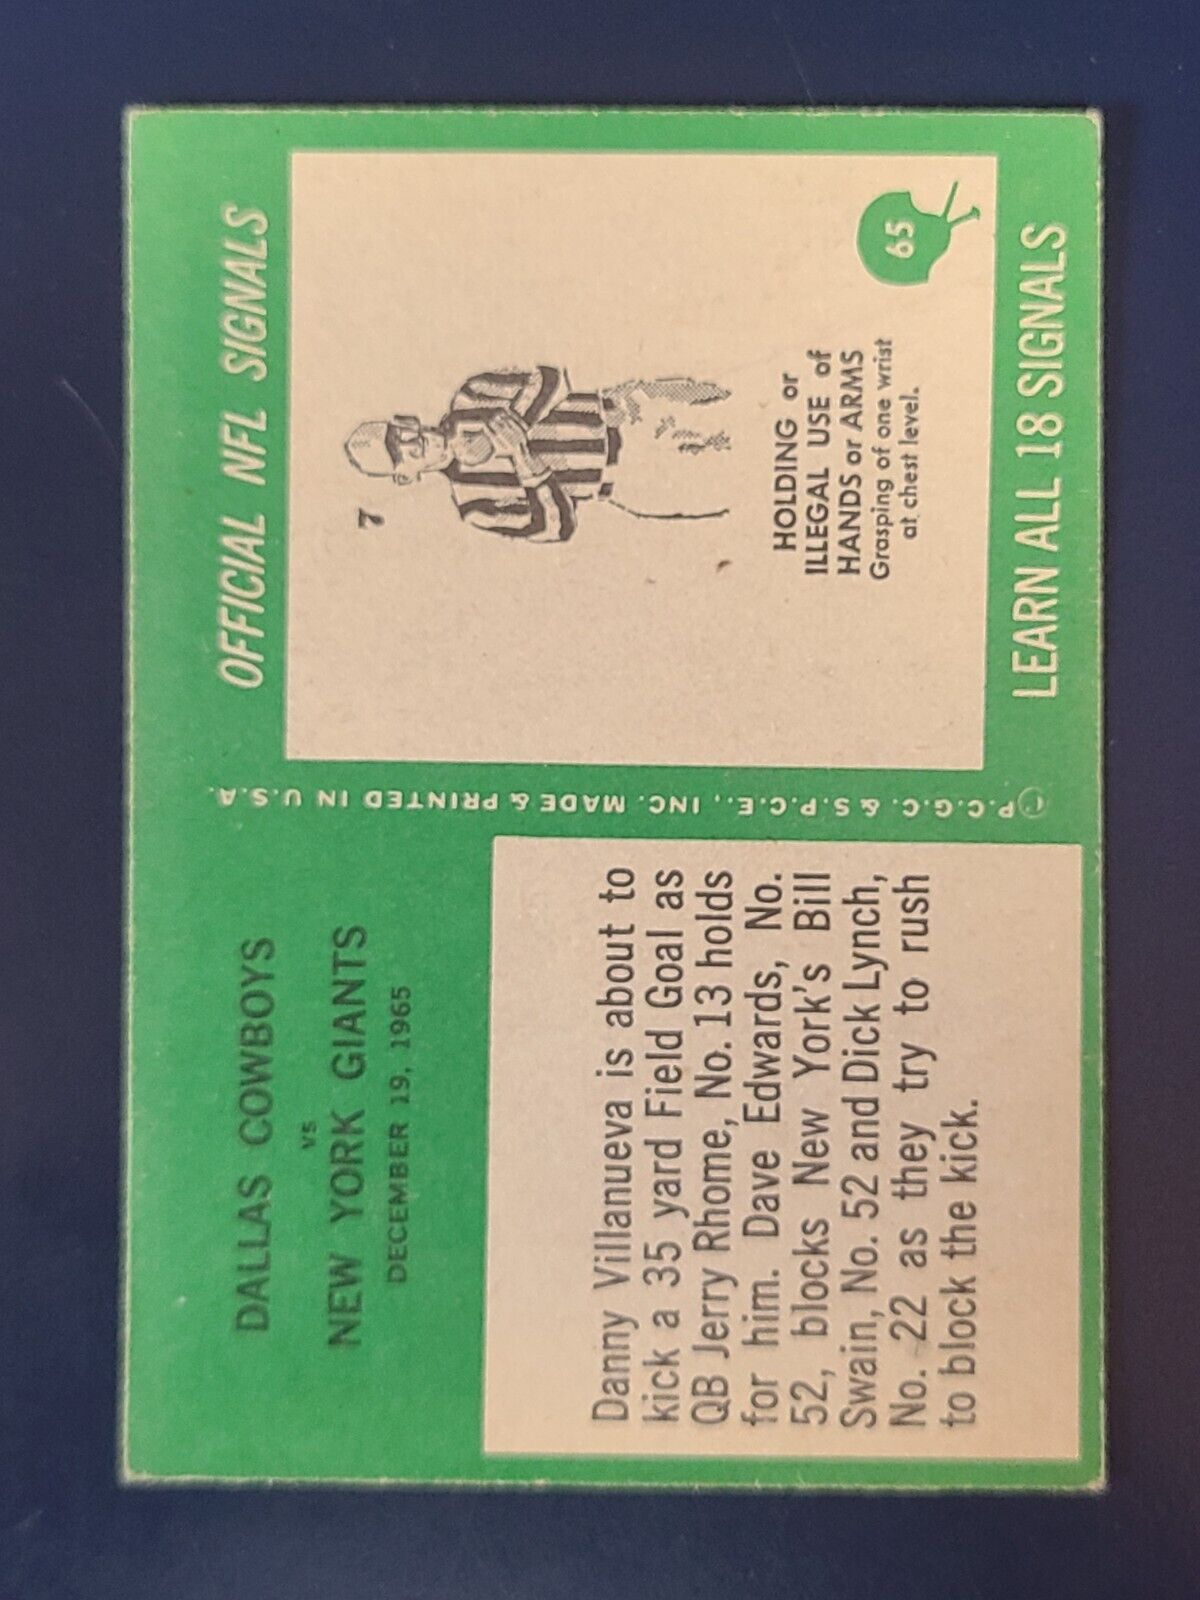 DALLAS COWBOYS
vs
NEW YORK GIANTS
DECEMBER 19, 1965
Danny Villanueva is about to
kick a 35 yard Field Goal as
QB Jerry Rhome, No. 13 holds
for him. Dave Edwards, No.
52, blocks New York's Bill
Swain, No. 52 and Dick Lynch,
No. 22 as they try to rush
to block the kick.
© P.C.G.C. & S.P.C.E., INC. MADE & PRINTED IN U.S.A.
OFFICIAL NFL SIGNALS
7
HOLDING or
ILLEGAL USE of
HANDS or ARMS
Grasping of one wrist
at chest level.
65
LEARN ALL 18 SIGNALS